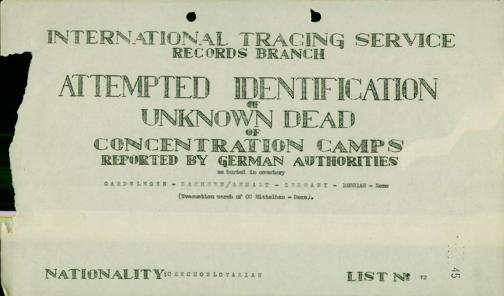 INTERNATIONAL TRACING SERVICE
RECORDS BRANCH
ATTEMPTED IDENTIFICATION
OF
UNKNOWN DEAD
OF
CONCENTRATION CAMPS
REPORTED BY GERMAN AUTHORITIES
as buried in cemetery
GARDELEGEN - SACHSEN/ANHALT - GERMANY - RUSSIAN - Zone
(Evacuation march of CC Mittelbau - Dora).
NATIONALITY: CZECHOSLOVAKIAN
LIST No 12
45